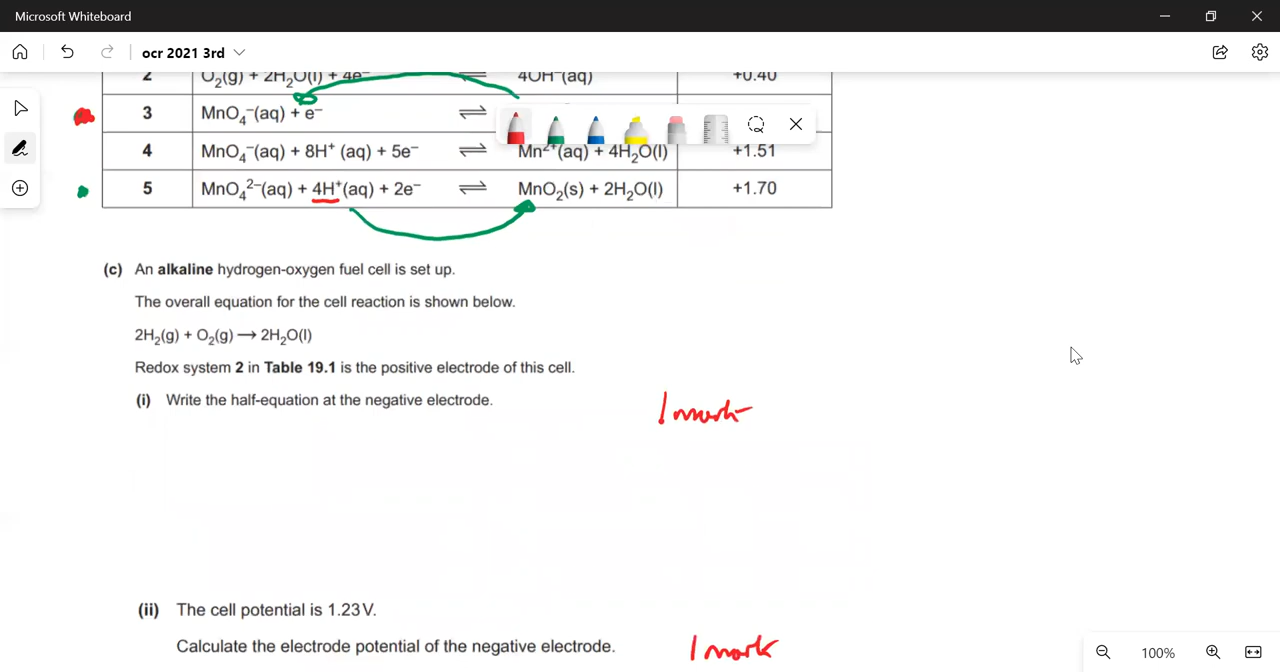 Microsoft Whiteboard
ocr 2021 3rd
2 O₂(g) + 2H₂O(l) + 4e⁻ ⇌ 4OH⁻(aq) +0.40
3 MnO₄⁻(aq) + e⁻ ⇌
4 MnO₄⁻(aq) + 8H⁺ (aq) + 5e⁻ ⇌ Mn²⁺(aq) + 4H₂O(l) +1.51
5 MnO₄²⁻(aq) + 4H⁺(aq) + 2e⁻ ⇌ MnO₂(s) + 2H₂O(l) +1.70
(c) An alkaline hydrogen-oxygen fuel cell is set up.
The overall equation for the cell reaction is shown below.
2H₂(g) + O₂(g) → 2H₂O(l)
Redox system 2 in Table 19.1 is the positive electrode of this cell.
(i) Write the half-equation at the negative electrode.
1 mark
(ii) The cell potential is 1.23 V.
Calculate the electrode potential of the negative electrode.
1 mark
100%